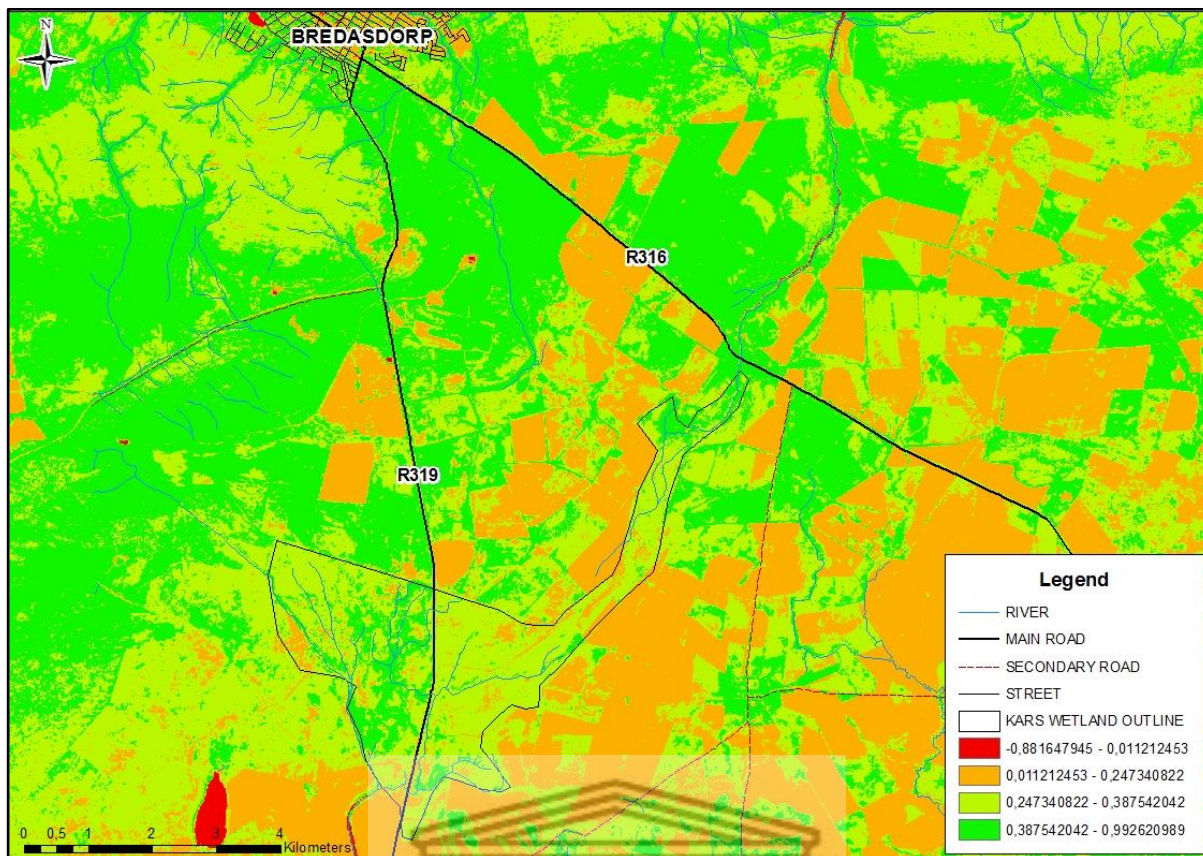 N
BREDASDORP
R316
R319
Legend
RIVER
MAIN ROAD
SECONDARY ROAD
STREET
KARS WETLAND OUTLINE
-0,881647945 - 0,011212453
0,011212453 - 0,247340822
0,247340822 - 0,387542042
0,387542042 - 0,992620989
0 0,5 1 2 3 4
Kilometers